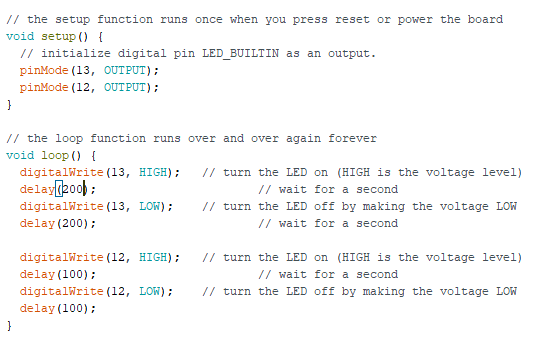 // the setup function runs once when you press reset or power the board
void setup() {
  // initialize digital pin LED_BUILTIN as an output.
  pinMode(13, OUTPUT);
  pinMode(12, OUTPUT);
}

// the loop function runs over and over again forever
void loop() {
  digitalWrite(13, HIGH);   // turn the LED on (HIGH is the voltage level)
  delay(200);                       // wait for a second
  digitalWrite(13, LOW);    // turn the LED off by making the voltage LOW
  delay(200);                       // wait for a second

  digitalWrite(12, HIGH);   // turn the LED on (HIGH is the voltage level)
  delay(100);                       // wait for a second
  digitalWrite(12, LOW);    // turn the LED off by making the voltage LOW
  delay(100);
}